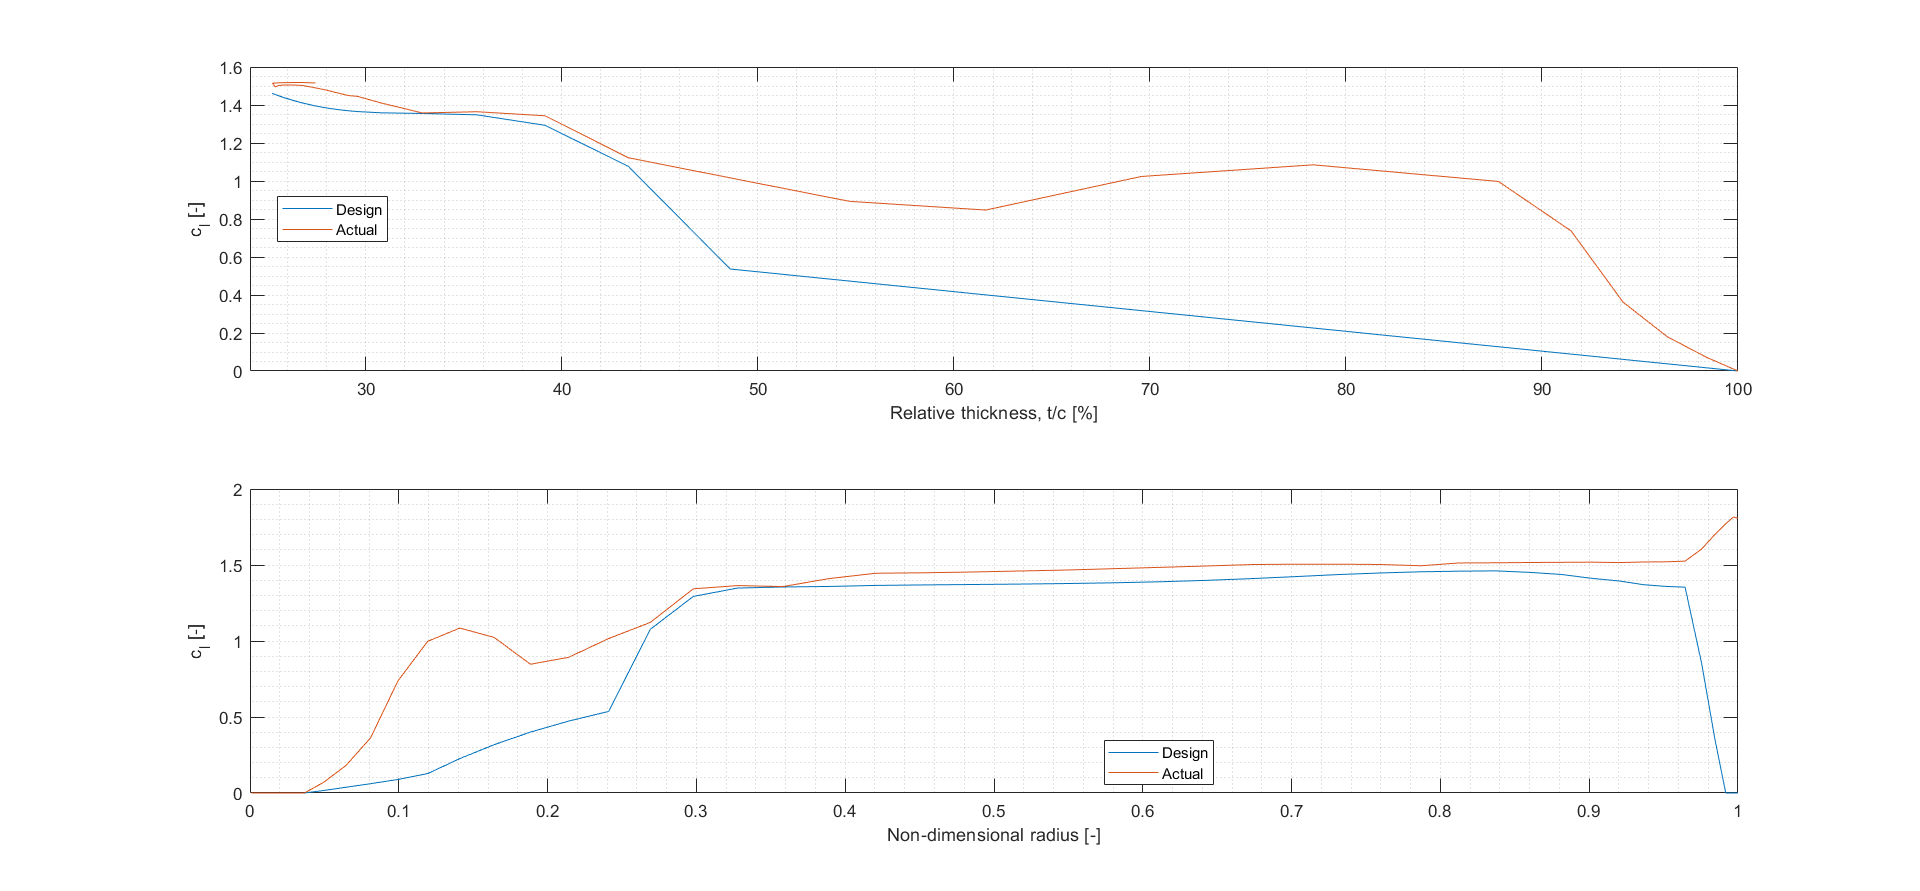 1.6
1.4
1.2
1
0.8
0.6
0.4
0.2
0
c_l [-]
Design
Actual
30 40 50 60 70 80 90 100
Relative thickness, t/c [%]
2
1.5
1
0.5
0
c_l [-]
Design
Actual
0 0.1 0.2 0.3 0.4 0.5 0.6 0.7 0.8 0.9 1
Non-dimensional radius [-]